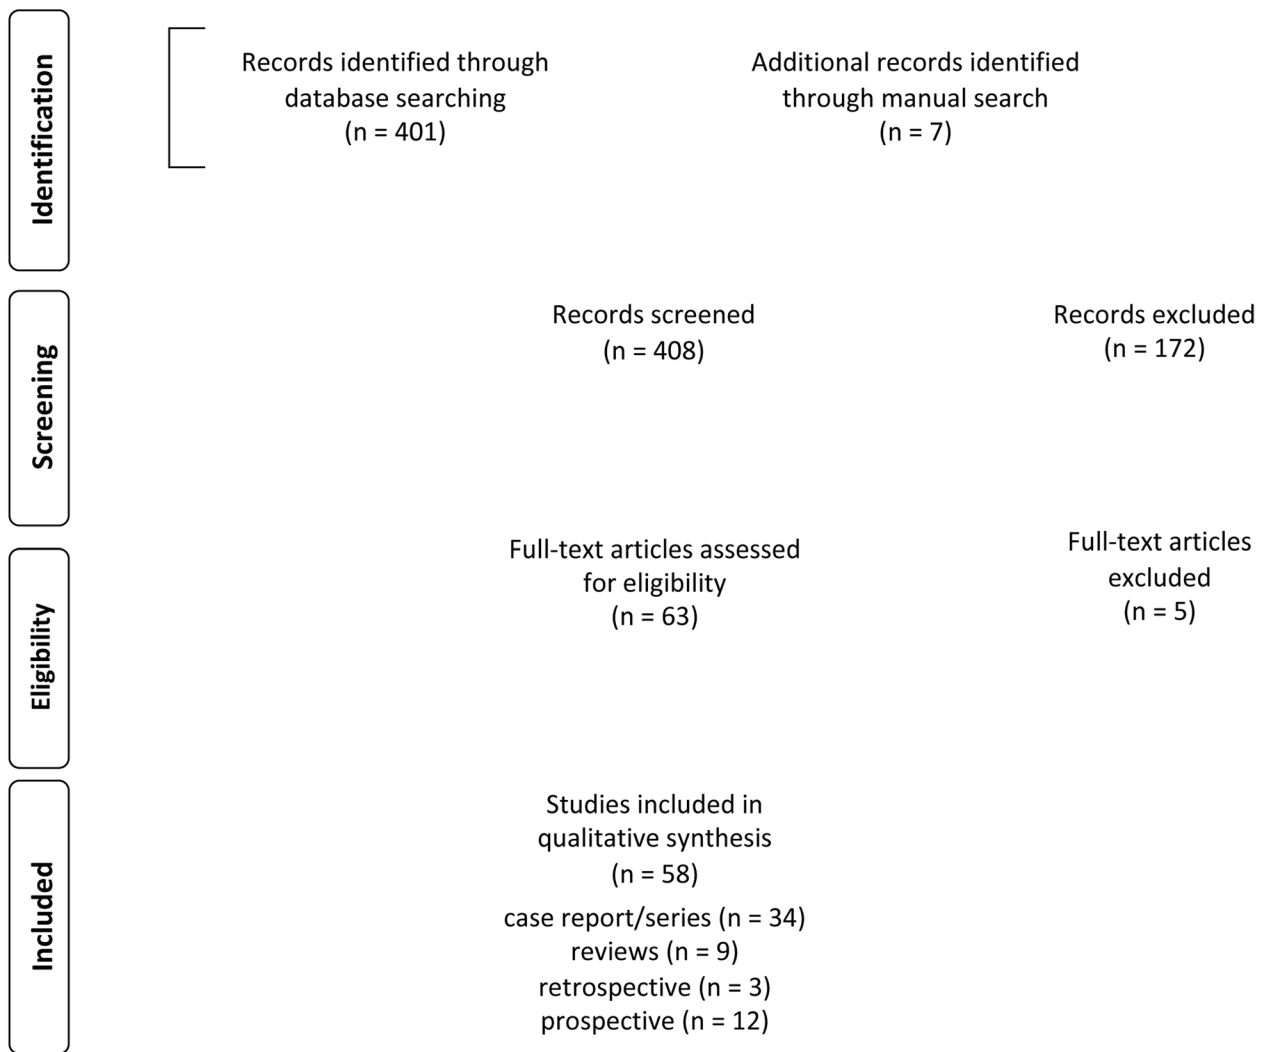 Identification
Records identified through
database searching
(n = 401)
Additional records identified
through manual search
(n = 7)
Screening
Records screened
(n = 408)
Records excluded
(n = 172)
Eligibility
Full-text articles assessed
for eligibility
(n = 63)
Full-text articles
excluded
(n = 5)
Included
Studies included in
qualitative synthesis
(n = 58)
case report/series (n = 34)
reviews (n = 9)
retrospective (n = 3)
prospective (n = 12)